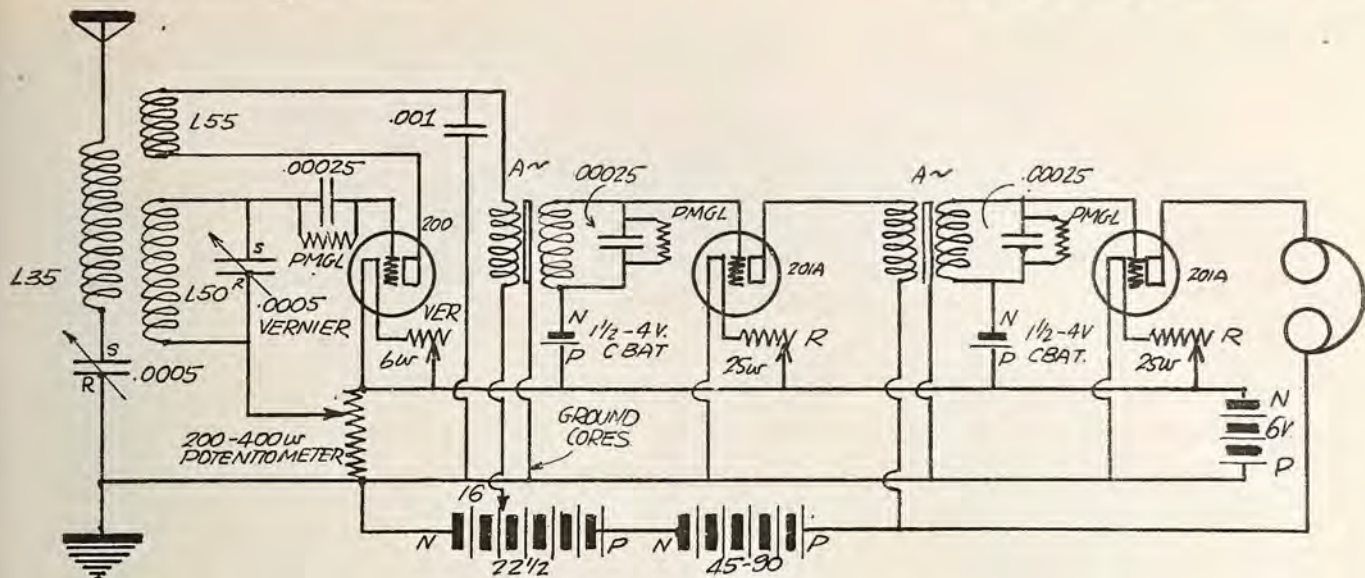 L35
S
R
.0005
L55
L50
S
R
.0005
VERNIER
.00025
PMGL
200
VER
6w
200-400w
POTENTIOMETER
.001
A~
.00025
PMGL
N
P
1½-4V.
C BAT.
201A
R
25w
GROUND
CORES
A~
.00025
PMGL
N
P
1½-4V.
C BAT.
201A
R
25w
N
6V.
P
16
N
P
22½
N
P
45-90